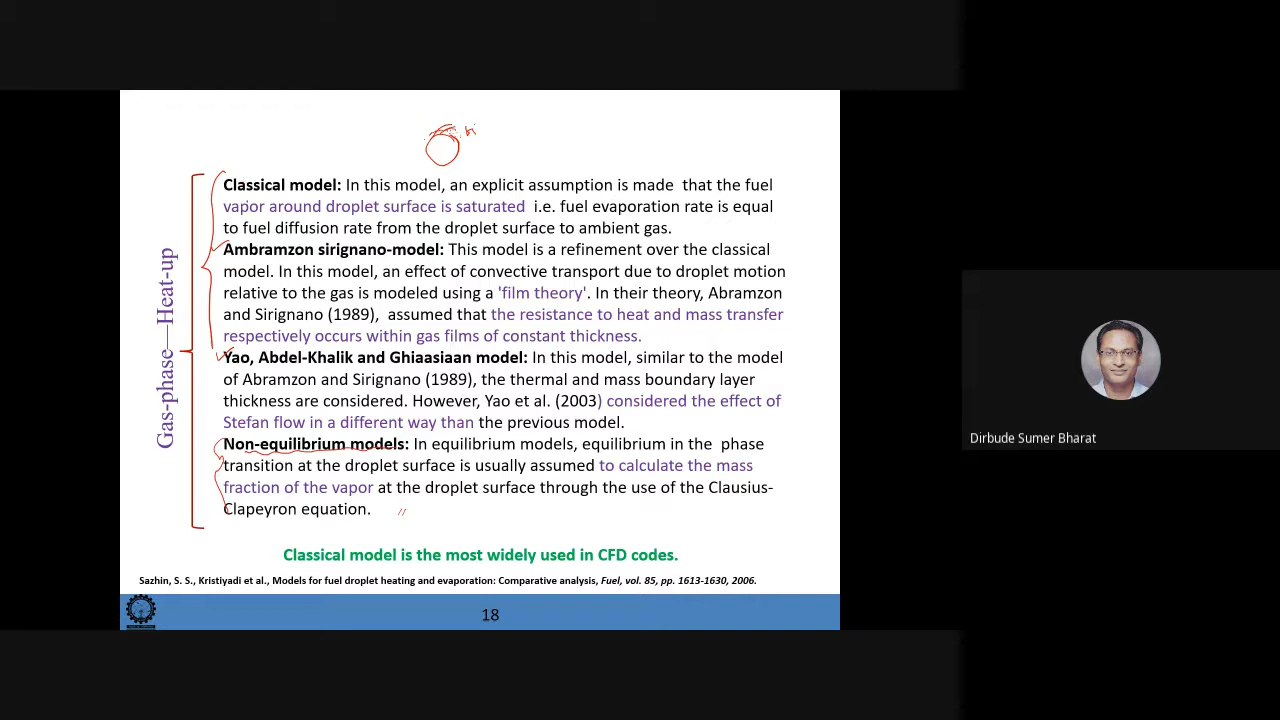 Classical model: In this model, an explicit assumption is made that the fuel
vapor around droplet surface is saturated i.e. fuel evaporation rate is equal
to fuel diffusion rate from the droplet surface to ambient gas.
Ambramzon sirignano-model: This model is a refinement over the classical
model. In this model, an effect of convective transport due to droplet motion
relative to the gas is modeled using a 'film theory'. In their theory, Abramzon
and Sirignano (1989), assumed that the resistance to heat and mass transfer
respectively occurs within gas films of constant thickness.
Yao, Abdel-Khalik and Ghiaasiaan model: In this model, similar to the model
of Abramzon and Sirignano (1989), the thermal and mass boundary layer
thickness are considered. However, Yao et al. (2003) considered the effect of
Stefan flow in a different way than the previous model.
Non-equilibrium models: In equilibrium models, equilibrium in the phase
transition at the droplet surface is usually assumed to calculate the mass
fraction of the vapor at the droplet surface through the use of the Clausius-
Clapeyron equation.
Gas-phase—Heat-up
Classical model is the most widely used in CFD codes.
Sazhin, S. S., Kristiyadi et al., Models for fuel droplet heating and evaporation: Comparative analysis, Fuel, vol. 85, pp. 1613-1630, 2006.
18
Dirbude Sumer Bharat